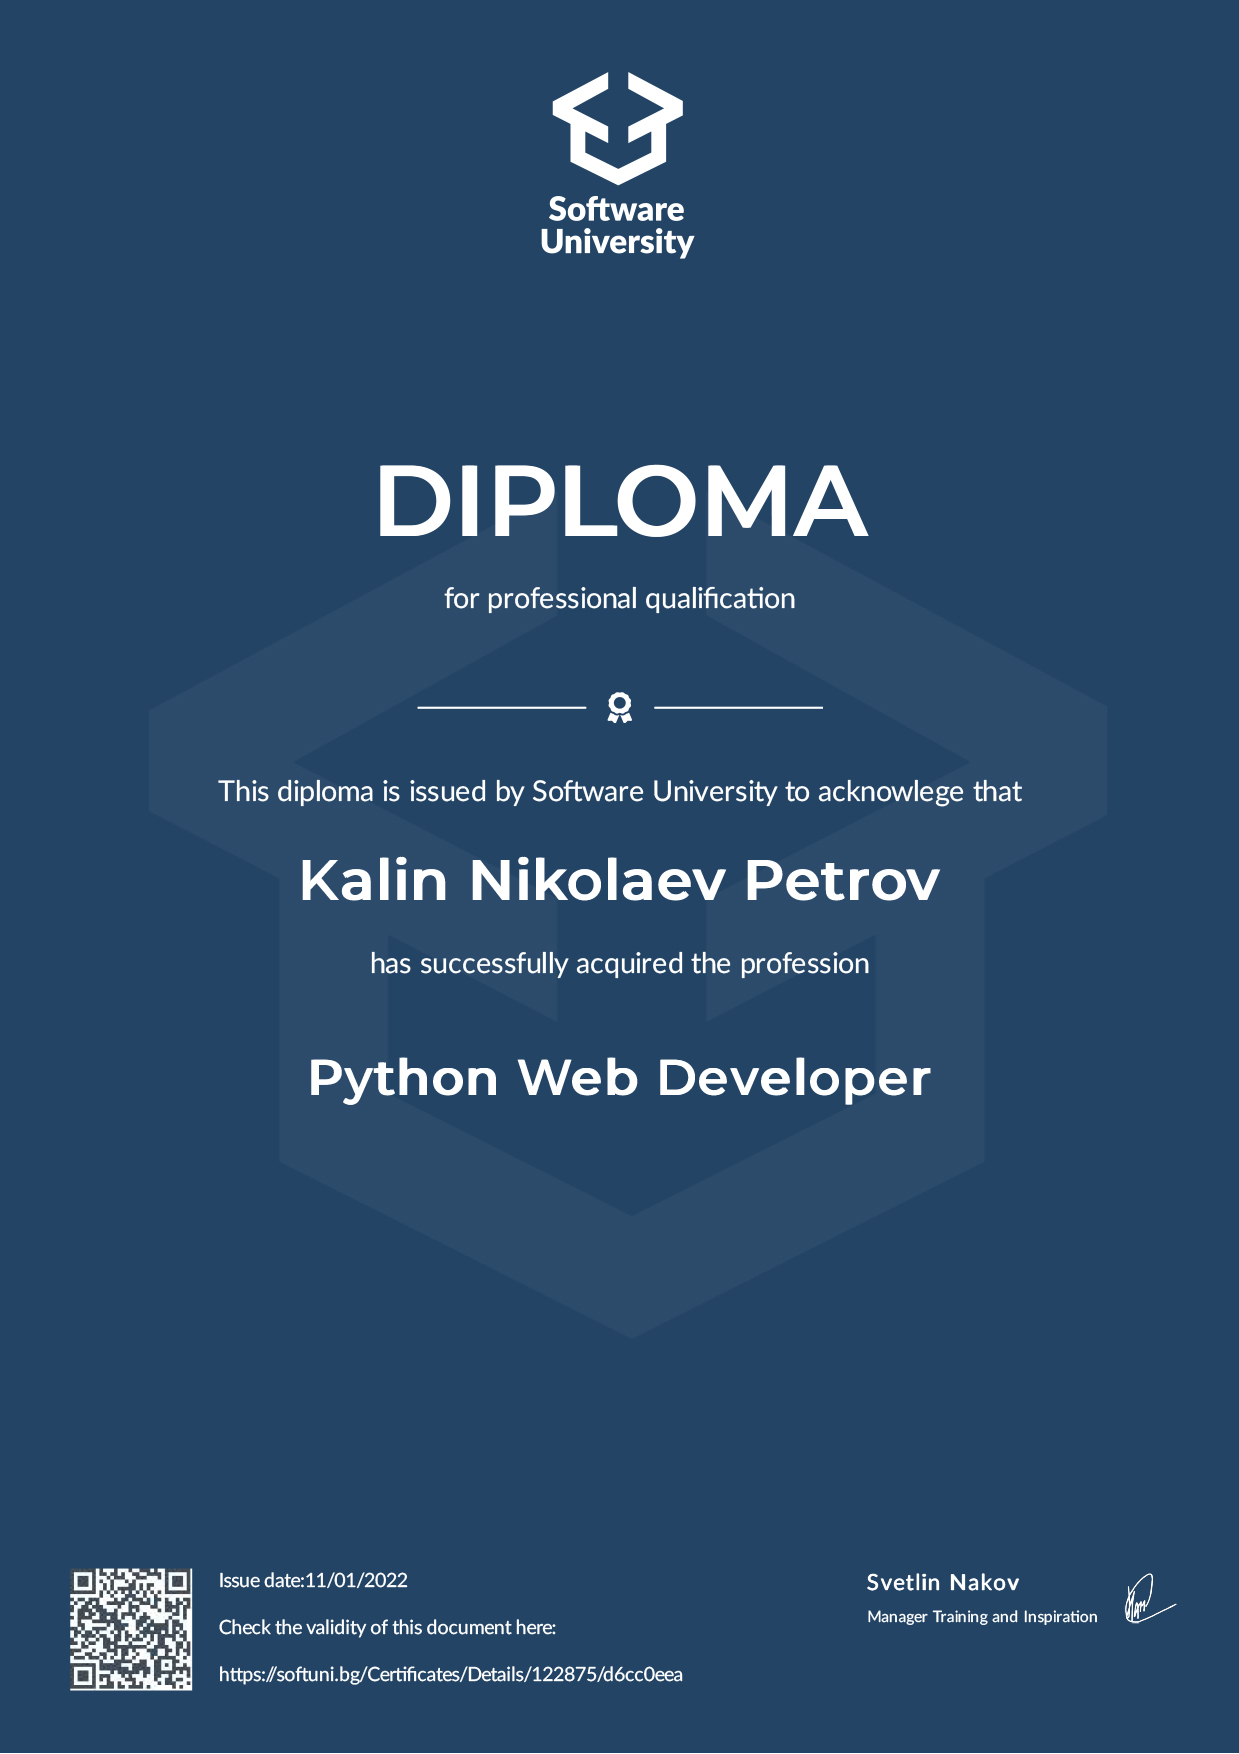 Software
University
DIPLOMA
for professional qualification
This diploma is issued by Software University to acknowlege that
Kalin Nikolaev Petrov
has successfully acquired the profession
Python Web Developer
Issue date:11/01/2022
Check the validity of this document here:
https://softuni.bg/Certificates/Details/122875/d6cc0eea
Svetlin Nakov
Manager Training and Inspiration